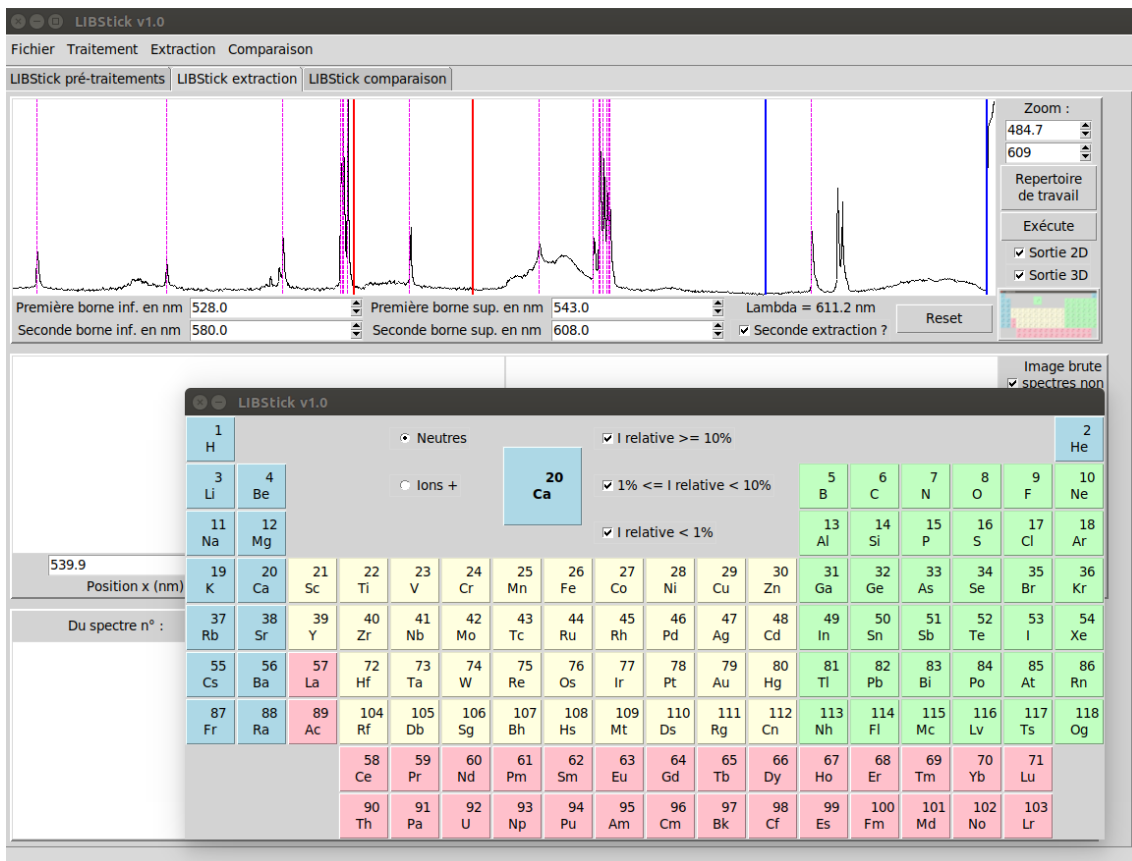 LIBStick v1.0
Fichier Traitement Extraction Comparaison
LIBStick pré-traitements LIBStick extraction LIBStick comparaison
Zoom :
484.7
609
Repertoire
de travail
Exécute
Sortie 2D
Sortie 3D
Première borne inf. en nm 528.0 Première borne sup. en nm 543.0 Lambda = 611.2 nm
Seconde borne inf. en nm 580.0 Seconde borne sup. en nm 608.0 Seconde extraction ? Reset
Image brute
spectres non
539.9
Position x (nm)
Du spectre n° :
LIBStick v1.0
Neutres I relative >= 10%
Ions + 1% <= I relative < 10%
I relative < 1%
20
Ca
1 2
H He
3 4 5 6 7 8 9 10
Li Be B C N O F Ne
11 12 13 14 15 16 17 18
Na Mg Al Si P S Cl Ar
19 20 21 22 23 24 25 26 27 28 29 30 31 32 33 34 35 36
K Ca Sc Ti V Cr Mn Fe Co Ni Cu Zn Ga Ge As Se Br Kr
37 38 39 40 41 42 43 44 45 46 47 48 49 50 51 52 53 54
Rb Sr Y Zr Nb Mo Tc Ru Rh Pd Ag Cd In Sn Sb Te I Xe
55 56 57 72 73 74 75 76 77 78 79 80 81 82 83 84 85 86
Cs Ba La Hf Ta W Re Os Ir Pt Au Hg Tl Pb Bi Po At Rn
87 88 89 104 105 106 107 108 109 110 111 112 113 114 115 116 117 118
Fr Ra Ac Rf Db Sg Bh Hs Mt Ds Rg Cn Nh Fl Mc Lv Ts Og
58 59 60 61 62 63 64 65 66 67 68 69 70 71
Ce Pr Nd Pm Sm Eu Gd Tb Dy Ho Er Tm Yb Lu
90 91 92 93 94 95 96 97 98 99 100 101 102 103
Th Pa U Np Pu Am Cm Bk Cf Es Fm Md No Lr